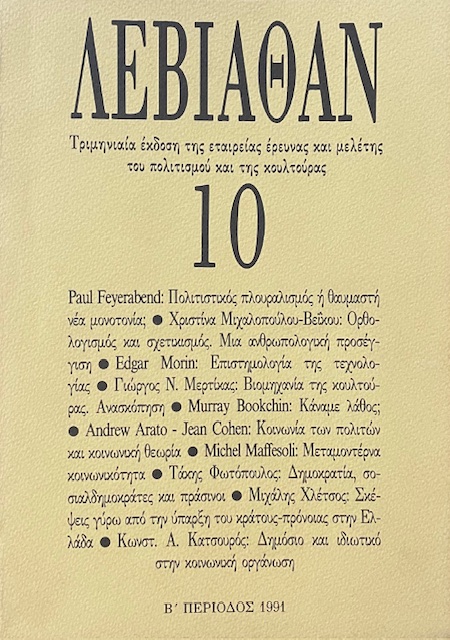 ΛΕΒΙΑΘΑΝ
Τριμηνιαία έκδοση της εταιρείας έρευνας και μελέτης
του πολιτισμού και της κουλτούρας
10
Paul Feyerabend: Πολιτιστικός πλουραλισμός ή θαυμαστή
νέα μονοτονία; ● Χριστίνα Μιχαλοπούλου-Βεΐκου: Ορθο-
λογισμός και σχετικισμός. Μια ανθρωπολογική προσέγ-
γιση ● Edgar Morin: Επιστημολογία της τεχνολο-
γίας ● Γιώργος Ν. Μερτίκας: Βιομηχανία της κουλτού-
ρας. Ανασκόπηση ● Murray Bookchin: Κάναμε λάθος;
● Andrew Arato - Jean Cohen: Κοινωνία των πολιτών
και κοινωνική θεωρία ● Michel Maffesoli: Μεταμοντέρνα
κοινωνικότητα ● Τάκης Φωτόπουλος: Δημοκρατία, σο-
σιαλδημοκράτες και πράσινοι ● Μιχάλης Χλέτσος: Σκέ-
ψεις γύρω από την ύπαρξη του κράτους-πρόνοιας στην Ελ-
λάδα ● Κωνστ. Α. Κατσουρός: Δημόσιο και ιδιωτικό
στην κοινωνική οργάνωση
Β΄ ΠΕΡΙΟΔΟΣ 1991